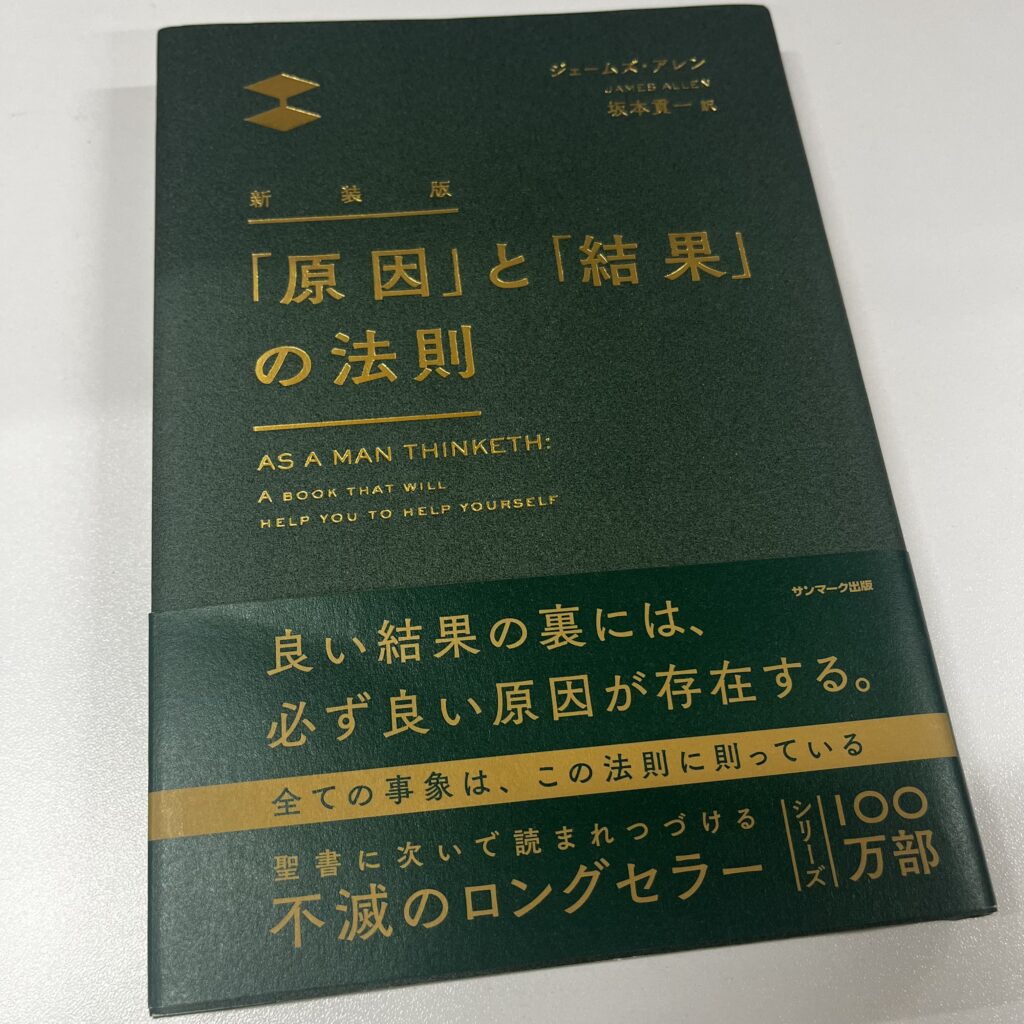 ジェームズ・アレン
JAMES ALLEN
坂本貢一 訳
新装版
「原因」と「結果」
の法則
AS A MAN THINKETH:
A BOOK THAT WILL
HELP YOU TO HELP YOURSELF
サンマーク出版
良い結果の裏には、
必ず良い原因が存在する。
全ての事象は、この法則に則っている
聖書に次いで読まれつづける
不滅のロングセラー
シリーズ
100
万部